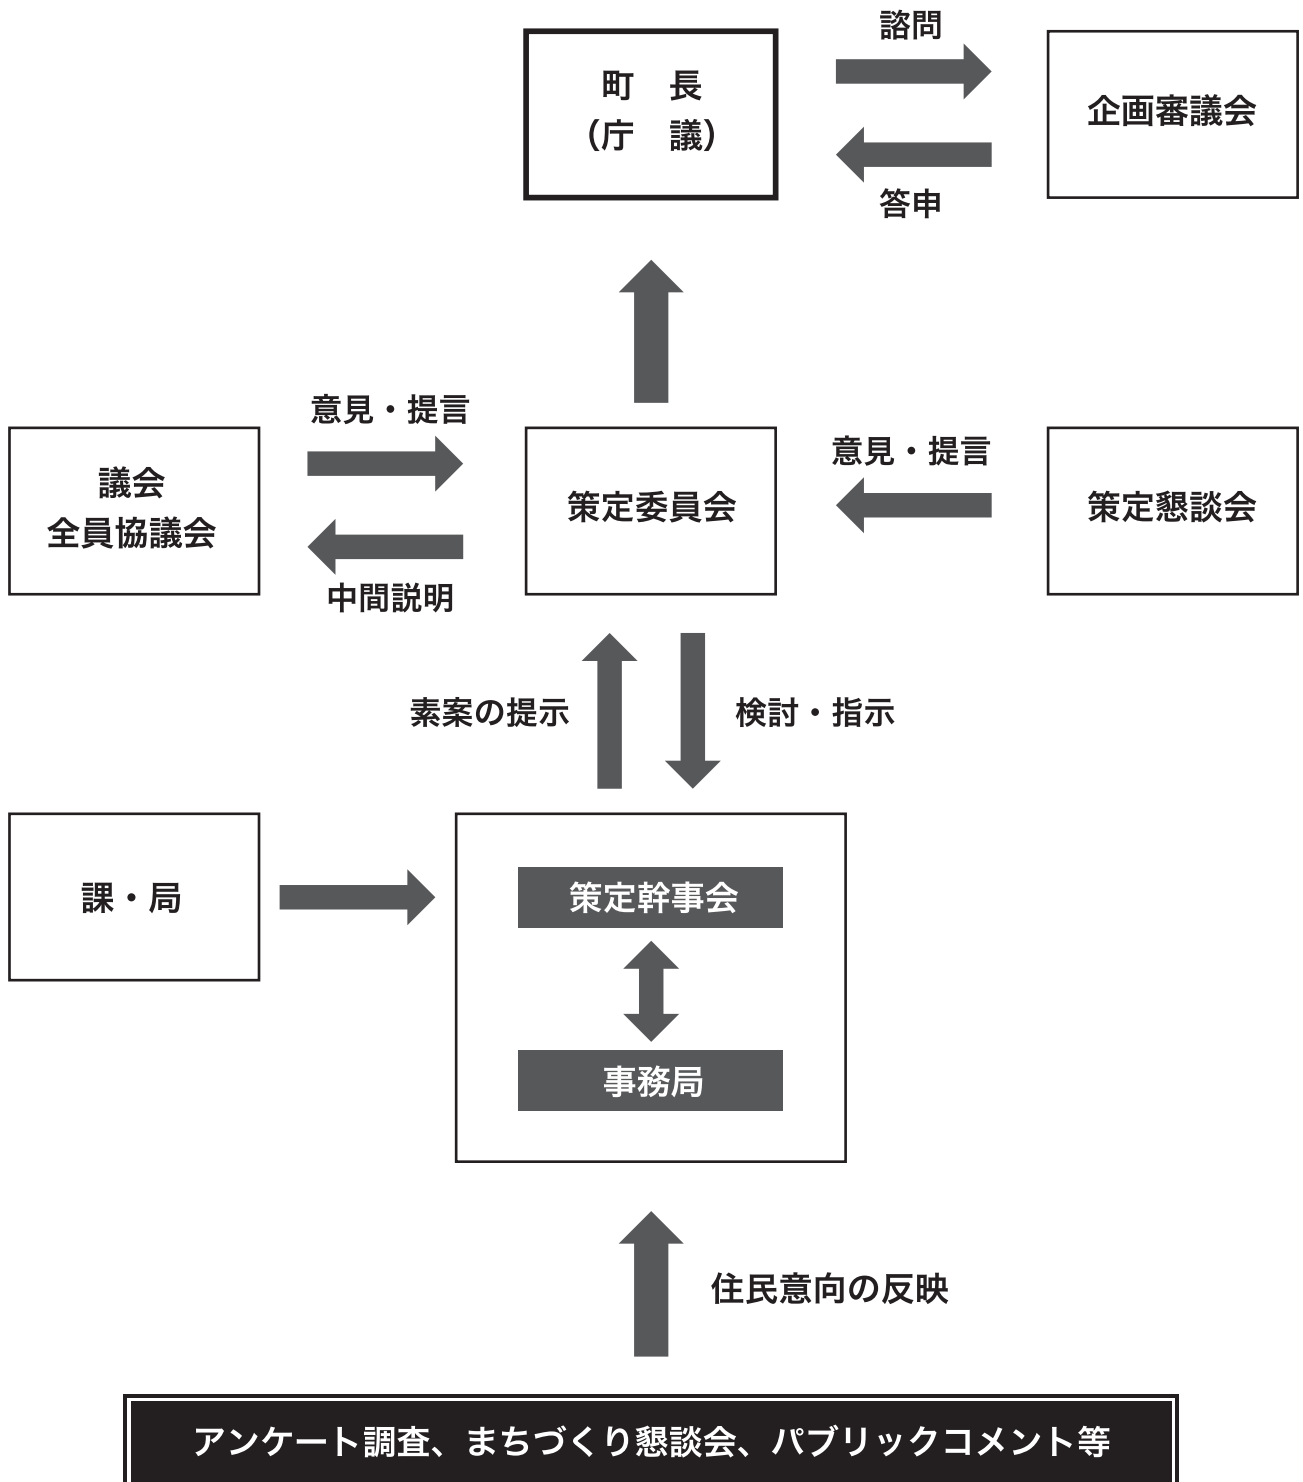 諮問
町　長
（庁　議）
企画審議会
答申
意見・提言
議会
全員協議会
策定委員会
意見・提言
策定懇談会
中間説明
素案の提示
検討・指示
課・局
策定幹事会
事務局
住民意向の反映
アンケート調査、まちづくり懇談会、パブリックコメント等